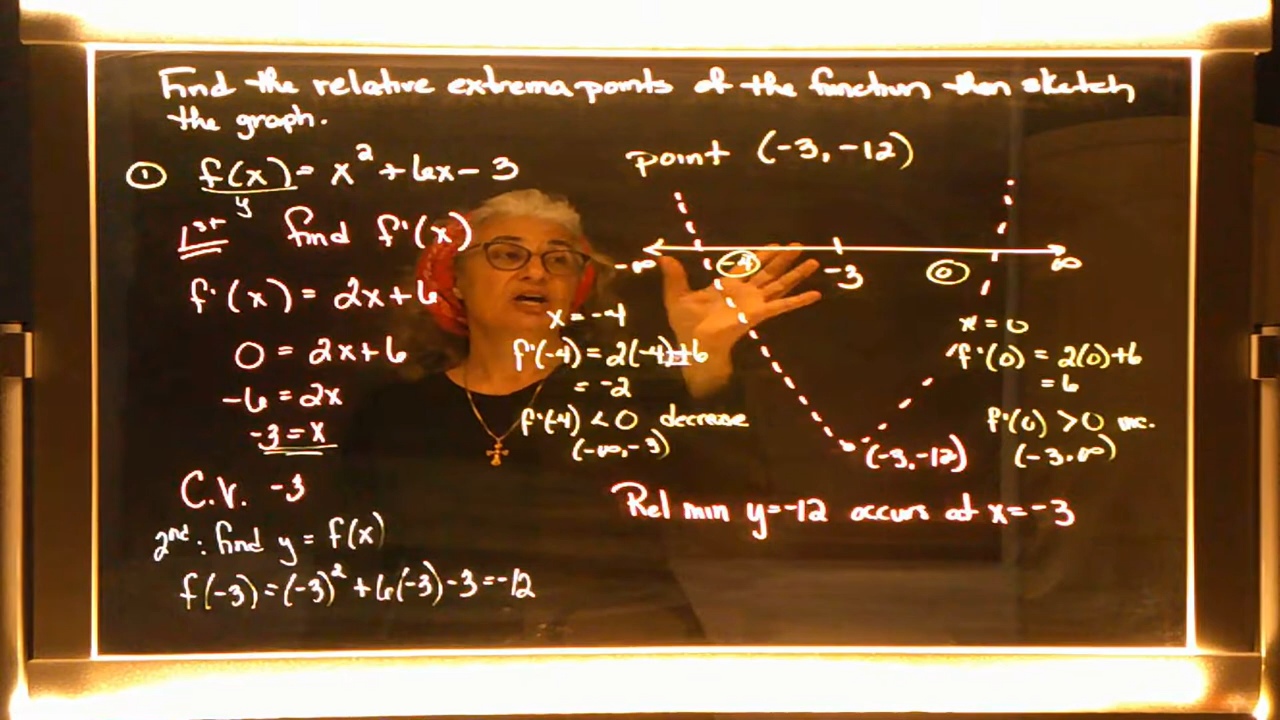 Find the relative extrema points of the function then sketch
the graph.
① f(x) = x² + 6x - 3
y
1st find f'(x)
f'(x) = 2x+6
0 = 2x+6
-6 = 2x
-3 = x
C.V. -3
2nd: find y = f(x)
f(-3) = (-3)² + 6(-3) - 3 = -12
point (-3, -12)
-∞ -4 -3 0 ∞
x = -4
f'(-4) = 2(-4)+6
= -2
f'(-4) < 0 decrease
(-∞, -3)
x = 0
f'(0) = 2(0)+6
= 6
f'(0) > 0 inc.
(-3, ∞)
(-3, -12)
Rel min y=-12 occurs at x = -3